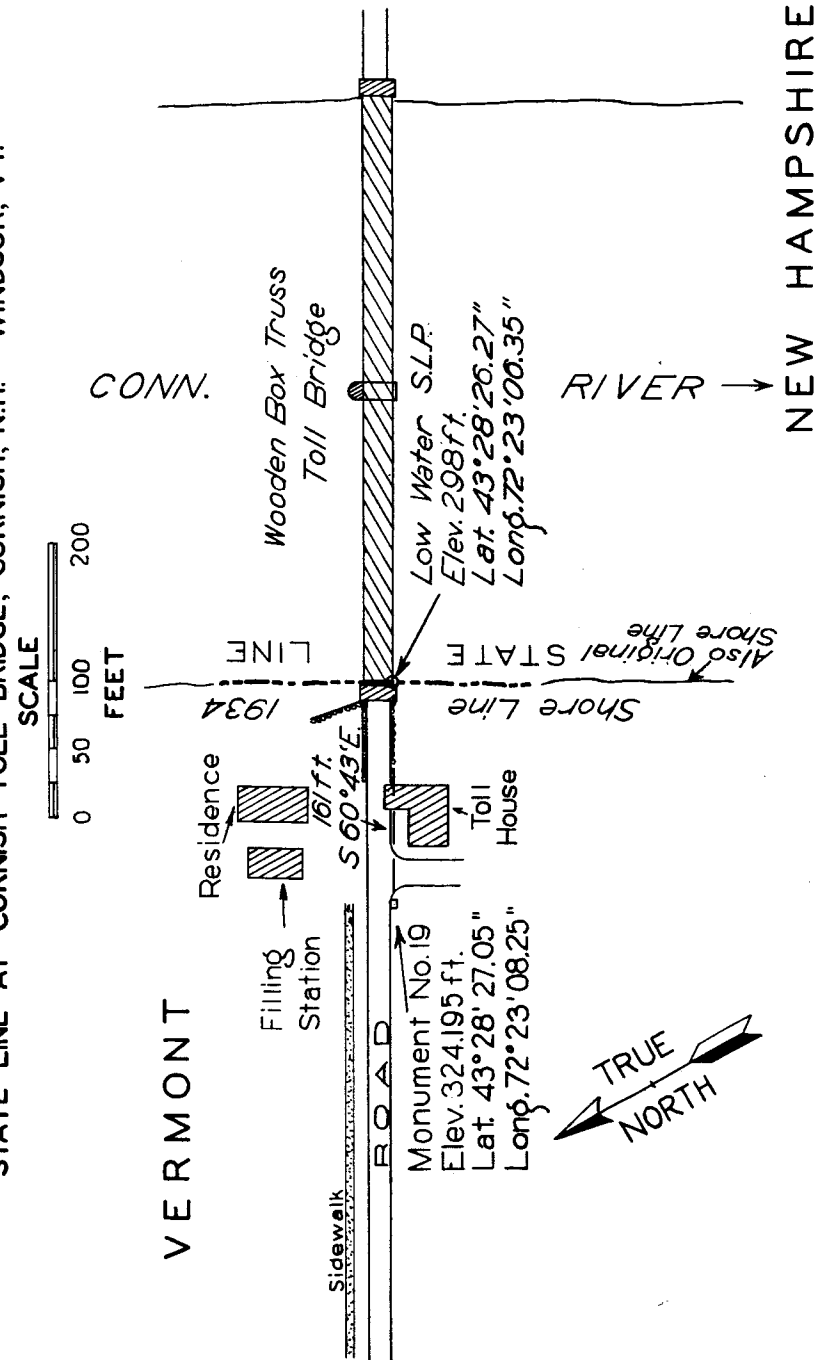 STATE LINE AT CORNISH TOLL BRIDGE, CORNISH, N.H. - WINDSOR, VT.
SCALE
0 50 100 200
FEET
VERMONT
CONN.
RIVER
NEW HAMPSHIRE
Wooden Box Truss
Toll Bridge
Residence
Filling
Station
161 ft.
S 60°43'E.
1934
Shore Line
STATE
LINE
Also Original
Shore Line
Low Water S.L.P.
Elev. 298 ft.
Lat. 43°28'26.27"
Long. 72°23'06.35"
Toll
House
Sidewalk
ROAD
Monument No. 19
Elev. 324.195 ft.
Lat. 43°28'27.05"
Long. 72°23'08.25"
TRUE
NORTH